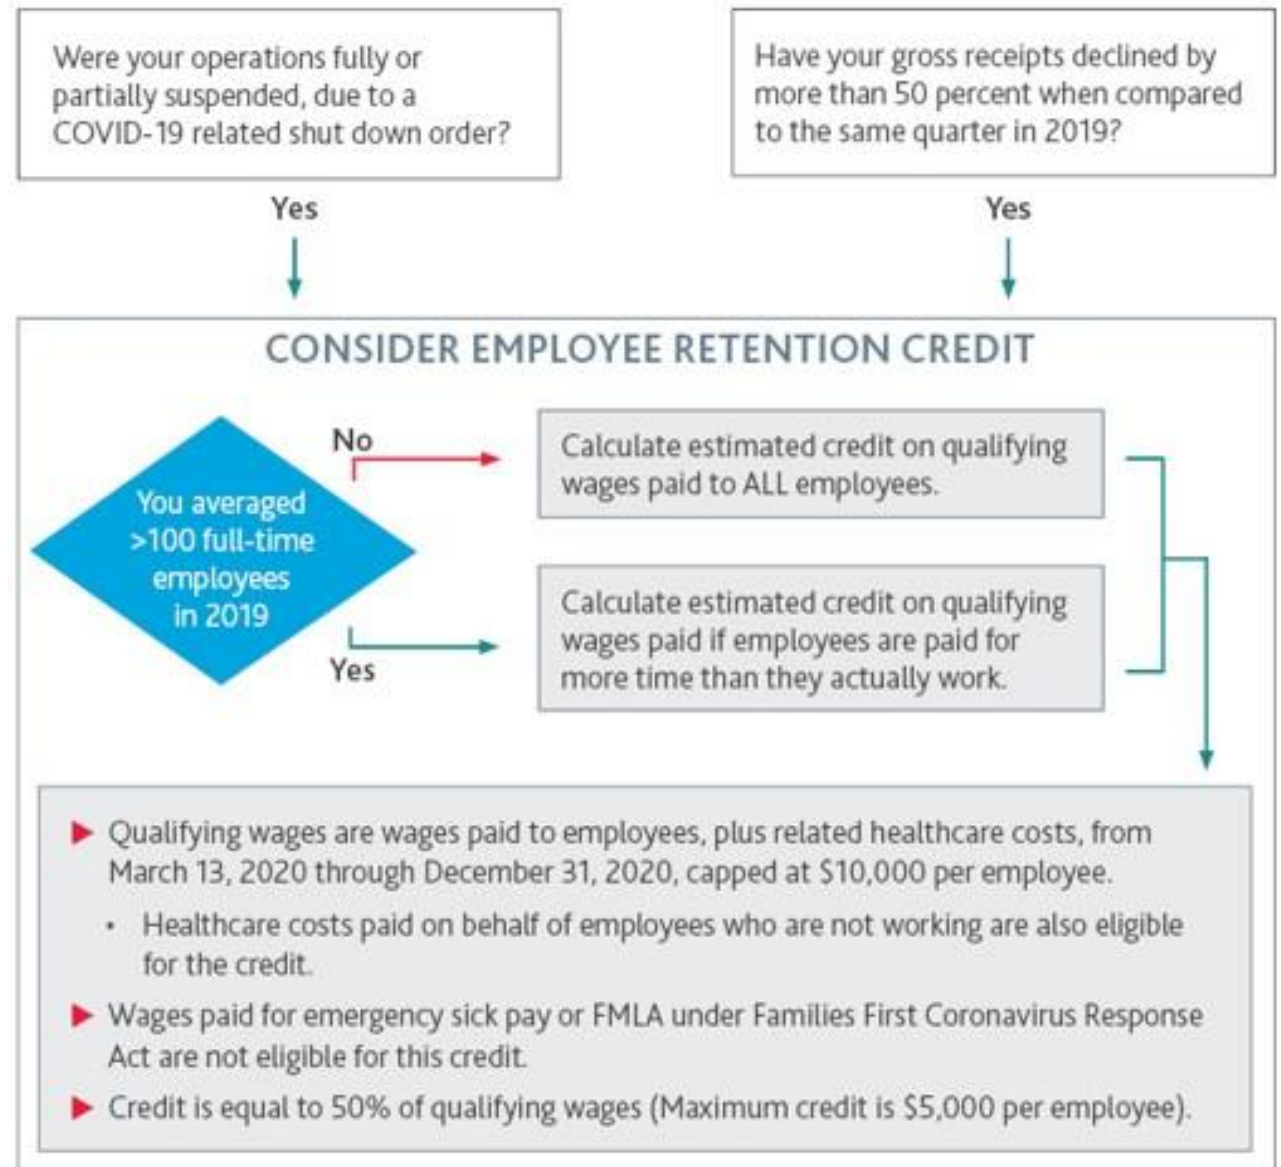 Were your operations fully or
partially suspended, due to a
COVID-19 related shut down order?
Have your gross receipts declined by
more than 50 percent when compared
to the same quarter in 2019?
Yes
Yes
CONSIDER EMPLOYEE RETENTION CREDIT
You averaged
>100 full-time
employees
in 2019
No
Calculate estimated credit on qualifying
wages paid to ALL employees.
Yes
Calculate estimated credit on qualifying
wages paid if employees are paid for
more time than they actually work.
Qualifying wages are wages paid to employees, plus related healthcare costs, from
March 13, 2020 through December 31, 2020, capped at $10,000 per employee.
• Healthcare costs paid on behalf of employees who are not working are also eligible
for the credit.
Wages paid for emergency sick pay or FMLA under Families First Coronavirus Response
Act are not eligible for this credit.
Credit is equal to 50% of qualifying wages (Maximum credit is $5,000 per employee).